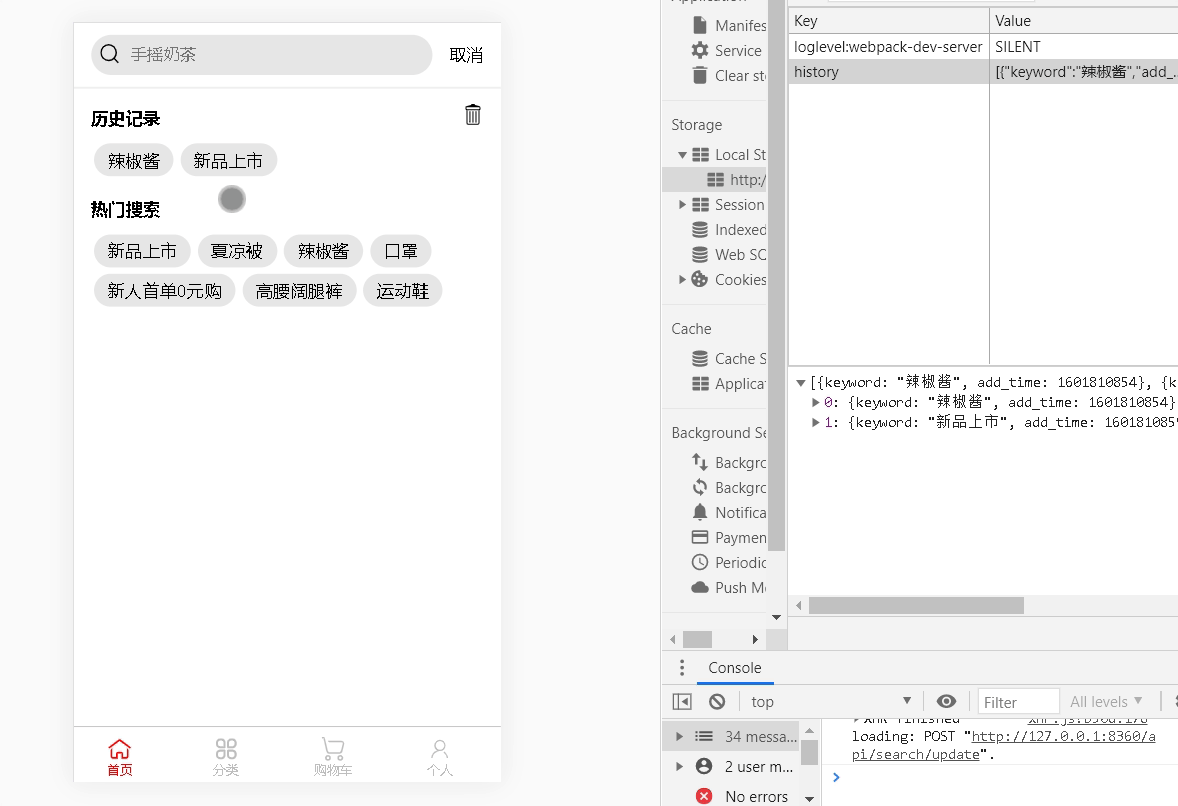 手摇奶茶
取消
历史记录
辣椒酱 新品上市
热门搜索
新品上市 夏凉被 辣椒酱 口罩
新人首单0元购 高腰阔腿裤 运动鞋
首页 分类 购物车 个人
Manifes
Service
Clear st
Storage
Local St
http:/
Session
Indexed
Web SQ
Cookies
Cache
Cache S
Applicat
Background Se
Backgro
Backgro
Notifica
Paymen
Periodic
Push Me
Key Value
loglevel:webpack-dev-server SILENT
history [{"keyword":"辣椒酱","add_...
[{keyword: "辣椒酱", add_time: 1601810854}, {k
0: {keyword: "辣椒酱", add_time: 1601810854}
1: {keyword: "新品上市", add_time: 160181085
Console
top Filter All levels
34 messa...
2 user m...
No errors
loading: POST "http://127.0.0.1:8360/a
pi/search/update".